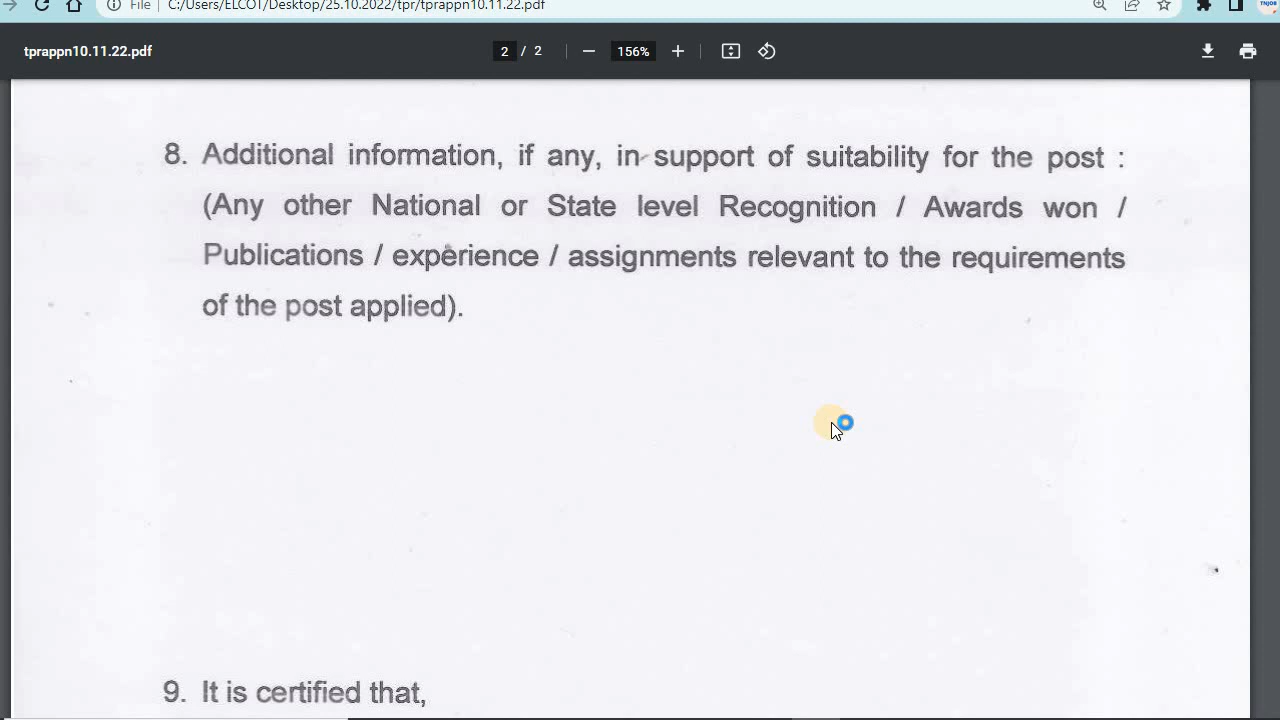 File C:/Users/ELCOT/Desktop/25.10.2022/tpr/tprappn10.11.22.pdf
TNJOB
tprappn10.11.22.pdf
2 / 2
156%
8. Additional information, if any, in support of suitability for the post :
(Any other National or State level Recognition / Awards won /
Publications / experience / assignments relevant to the requirements
of the post applied).
9. It is certified that,